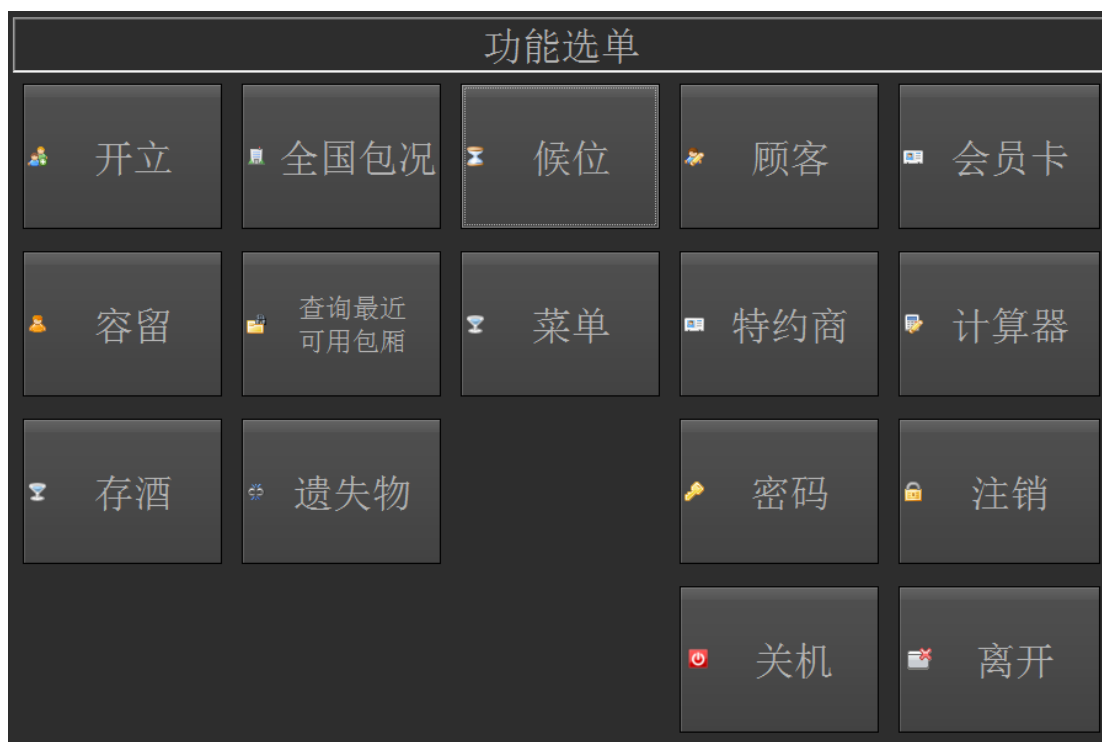 功能选单
开立
全国包况
候位
顾客
会员卡
容留
查询最近
可用包厢
菜单
特约商
计算器
存酒
遗失物
密码
注销
关机
离开